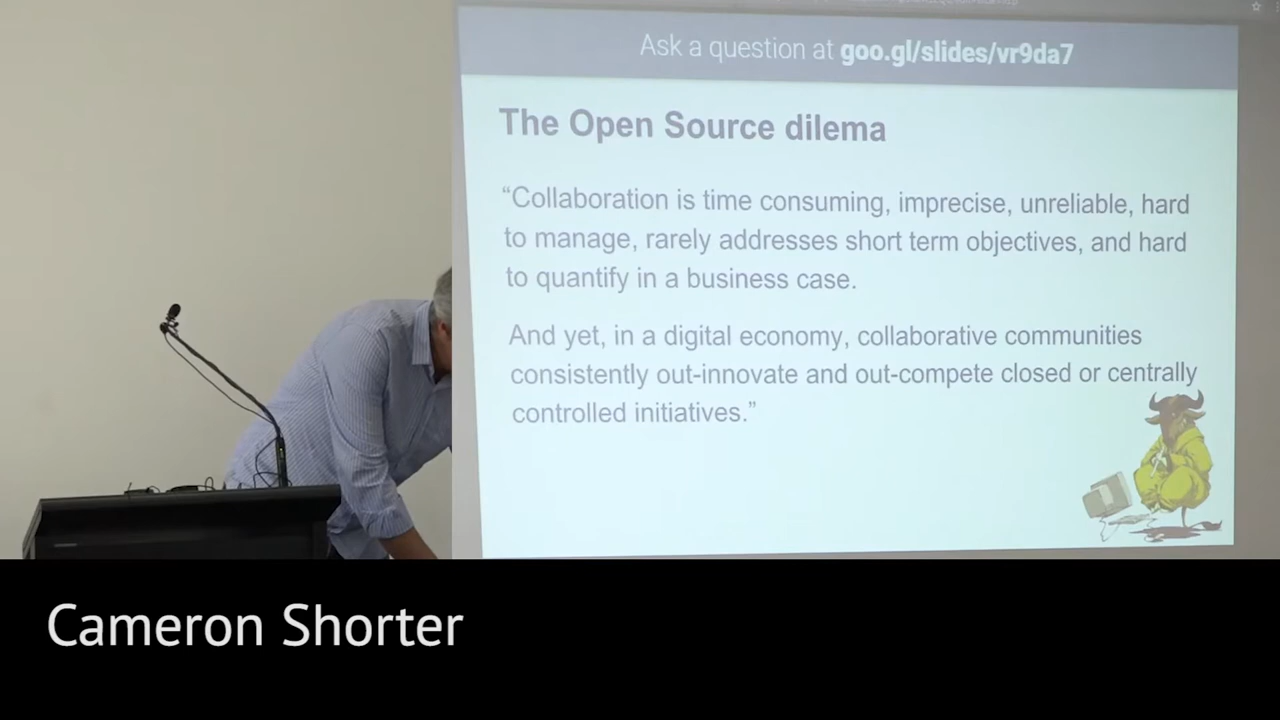 Ask a question at goo.gl/slides/vr9da7
The Open Source dilema
“Collaboration is time consuming, imprecise, unreliable, hard
to manage, rarely addresses short term objectives, and hard
to quantify in a business case.
And yet, in a digital economy, collaborative communities
consistently out-innovate and out-compete closed or centrally
controlled initiatives.”
Cameron Shorter